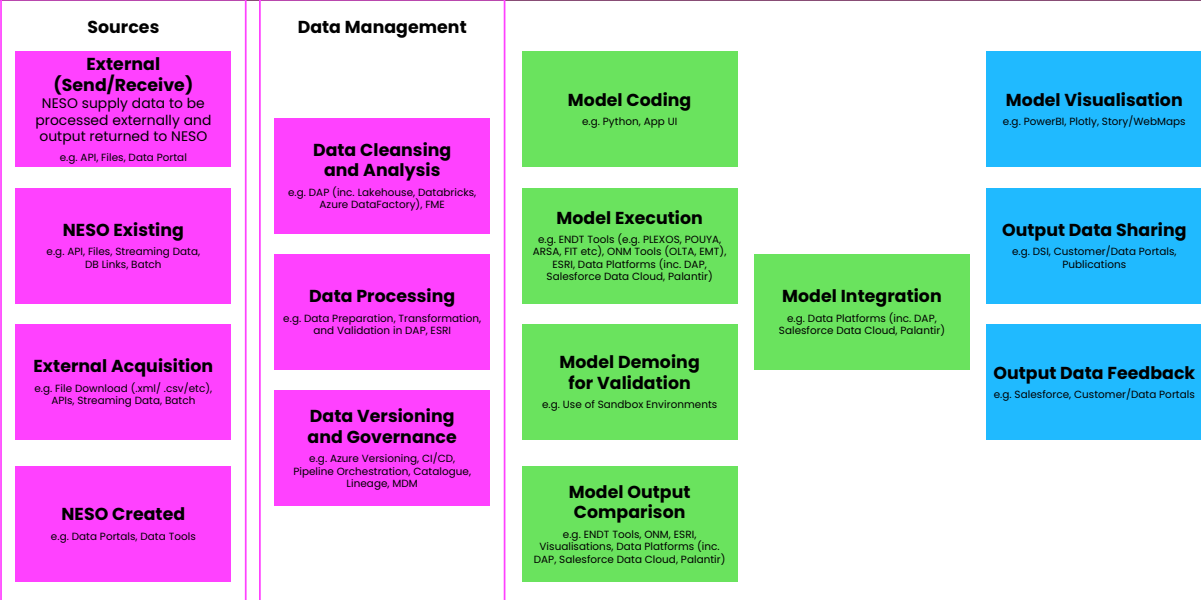 Sources
External
(Send/Receive)
NESO supply data to be
processed externally and
output returned to NESO
e.g. API, Files, Data Portal
NESO Existing
e.g. API, Files, Streaming Data,
DB Links, Batch
External Acquisition
e.g. File Download (.xml/ .csv/etc),
APIs, Streaming Data, Batch
NESO Created
e.g. Data Portals, Data Tools
Data Management
Data Cleansing
and Analysis
e.g. DAP (inc. Lakehouse, Databricks,
Azure DataFactory), FME
Data Processing
e.g. Data Preparation, Transformation,
and Validation in DAP, ESRI
Data Versioning
and Governance
e.g. Azure Versioning, CI/CD,
Pipeline Orchestration, Catalogue,
Lineage, MDM
Model Coding
e.g. Python, App UI
Model Execution
e.g. ENDT Tools (e.g. PLEXOS, POUYA,
ARSA, FIT etc), ONM Tools (OLTA, EMT),
ESRI, Data Platforms (inc. DAP,
Salesforce Data Cloud, Palantir)
Model Demoing
for Validation
e.g. Use of Sandbox Environments
Model Output
Comparison
e.g. ENDT Tools, ONM, ESRI,
Visualisations, Data Platforms (inc.
DAP, Salesforce Data Cloud, Palantir)
Model Integration
e.g. Data Platforms (inc. DAP,
Salesforce Data Cloud, Palantir)
Model Visualisation
e.g. PowerBI, Plotly, Story/WebMaps
Output Data Sharing
e.g. DSI, Customer/Data Portals,
Publications
Output Data Feedback
e.g. Salesforce, Customer/Data Portals